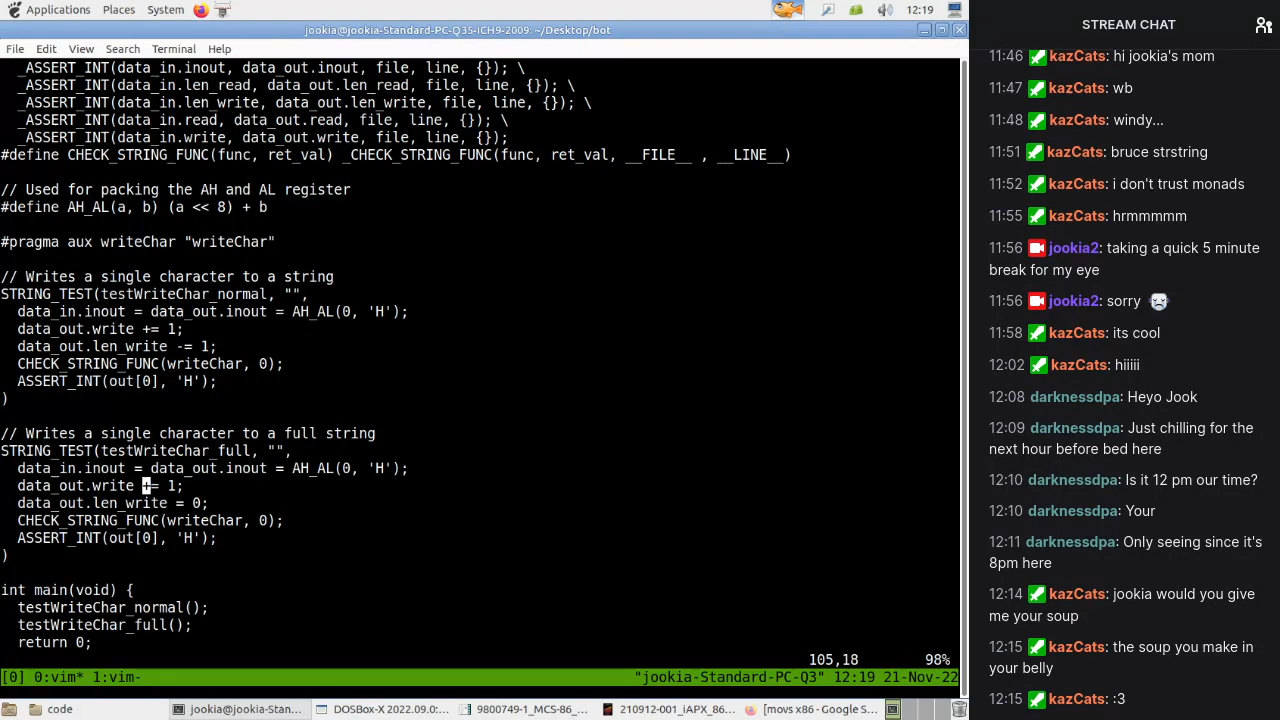 Applications Places System 12:19
jookia@jookia-Standard-PC-Q35-ICH9-2009: ~/Desktop/bot
File Edit View Search Terminal Help
_ASSERT_INT(data_in.inout, data_out.inout, file, line, {}); \
_ASSERT_INT(data_in.len_read, data_out.len_read, file, line, {}); \
_ASSERT_INT(data_in.len_write, data_out.len_write, file, line, {}); \
_ASSERT_INT(data_in.read, data_out.read, file, line, {}); \
_ASSERT_INT(data_in.write, data_out.write, file, line, {});
#define CHECK_STRING_FUNC(func, ret_val) _CHECK_STRING_FUNC(func, ret_val, __FILE__ , __LINE__)
// Used for packing the AH and AL register
#define AH_AL(a, b) (a << 8) + b
#pragma aux writeChar "writeChar"
// Writes a single character to a string
STRING_TEST(testWriteChar_normal, "",
data_in.inout = data_out.inout = AH_AL(0, 'H');
data_out.write += 1;
data_out.len_write -= 1;
CHECK_STRING_FUNC(writeChar, 0);
ASSERT_INT(out[0], 'H');
)
// Writes a single character to a full string
STRING_TEST(testWriteChar_full, "",
data_in.inout = data_out.inout = AH_AL(0, 'H');
data_out.write += 1;
data_out.len_write = 0;
CHECK_STRING_FUNC(writeChar, 0);
ASSERT_INT(out[0], 'H');
)
int main(void) {
testWriteChar_normal();
testWriteChar_full();
return 0;
105,18 98%
[0] 0:vim* 1:vim- "jookia-Standard-PC-Q3" 12:19 21-Nov-22
code jookia@jookia-Stan... DOSBox-X 2022.09.0:... 9800749-1_MCS-86_... 210912-001_iAPX_86... [movs x86 - Google S...
STREAM CHAT
11:46 kazCats: hi jookia's mom
11:47 kazCats: wb
11:48 kazCats: windy...
11:51 kazCats: bruce strstring
11:52 kazCats: i don't trust monads
11:55 kazCats: hrmmmmm
11:56 jookia2: taking a quick 5 minute
break for my eye
11:56 jookia2: sorry
11:58 kazCats: its cool
12:02 kazCats: hiiiii
12:08 darknessdpa: Heyo Jook
12:09 darknessdpa: Just chilling for the
next hour before bed here
12:10 darknessdpa: Is it 12 pm our time?
12:10 darknessdpa: Your
12:11 darknessdpa: Only seeing since it's
8pm here
12:14 kazCats: jookia would you give
me your soup
12:15 kazCats: the soup you make in
your belly
12:15 kazCats: :3